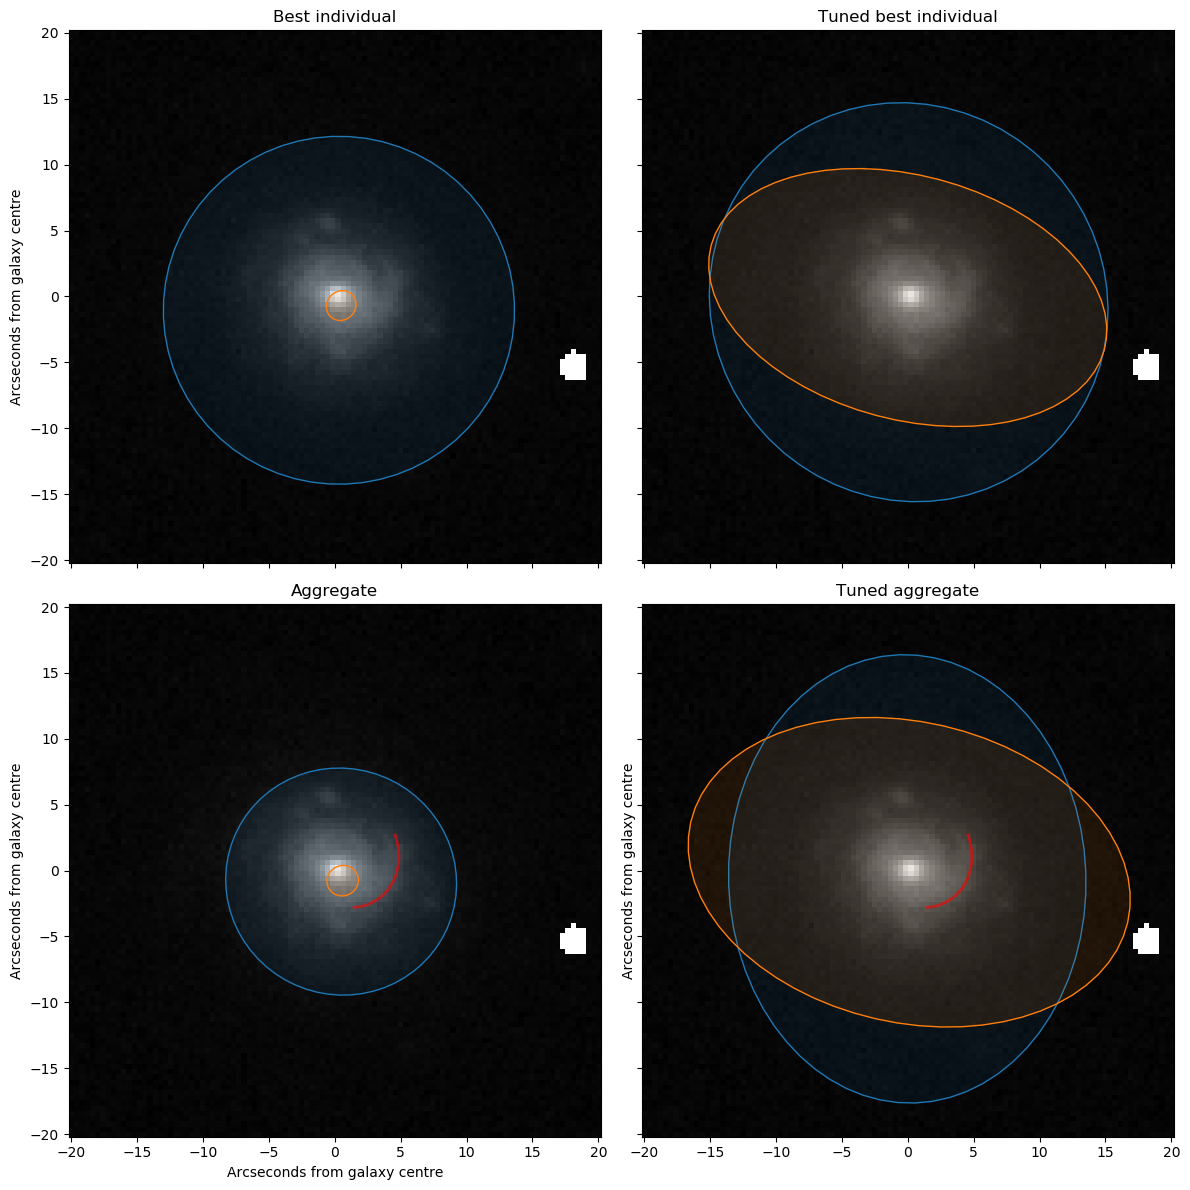 Best individual
Tuned best individual
20
15
10
5
0
−5
−10
−15
−20
Arcseconds from galaxy centre
Aggregate
Tuned aggregate
20
15
10
5
0
−5
−10
−15
−20
Arcseconds from galaxy centre
Arcseconds from galaxy centre
−20 −15 −10 −5 0 5 10 15 20
−20 −15 −10 −5 0 5 10 15 20
Arcseconds from galaxy centre